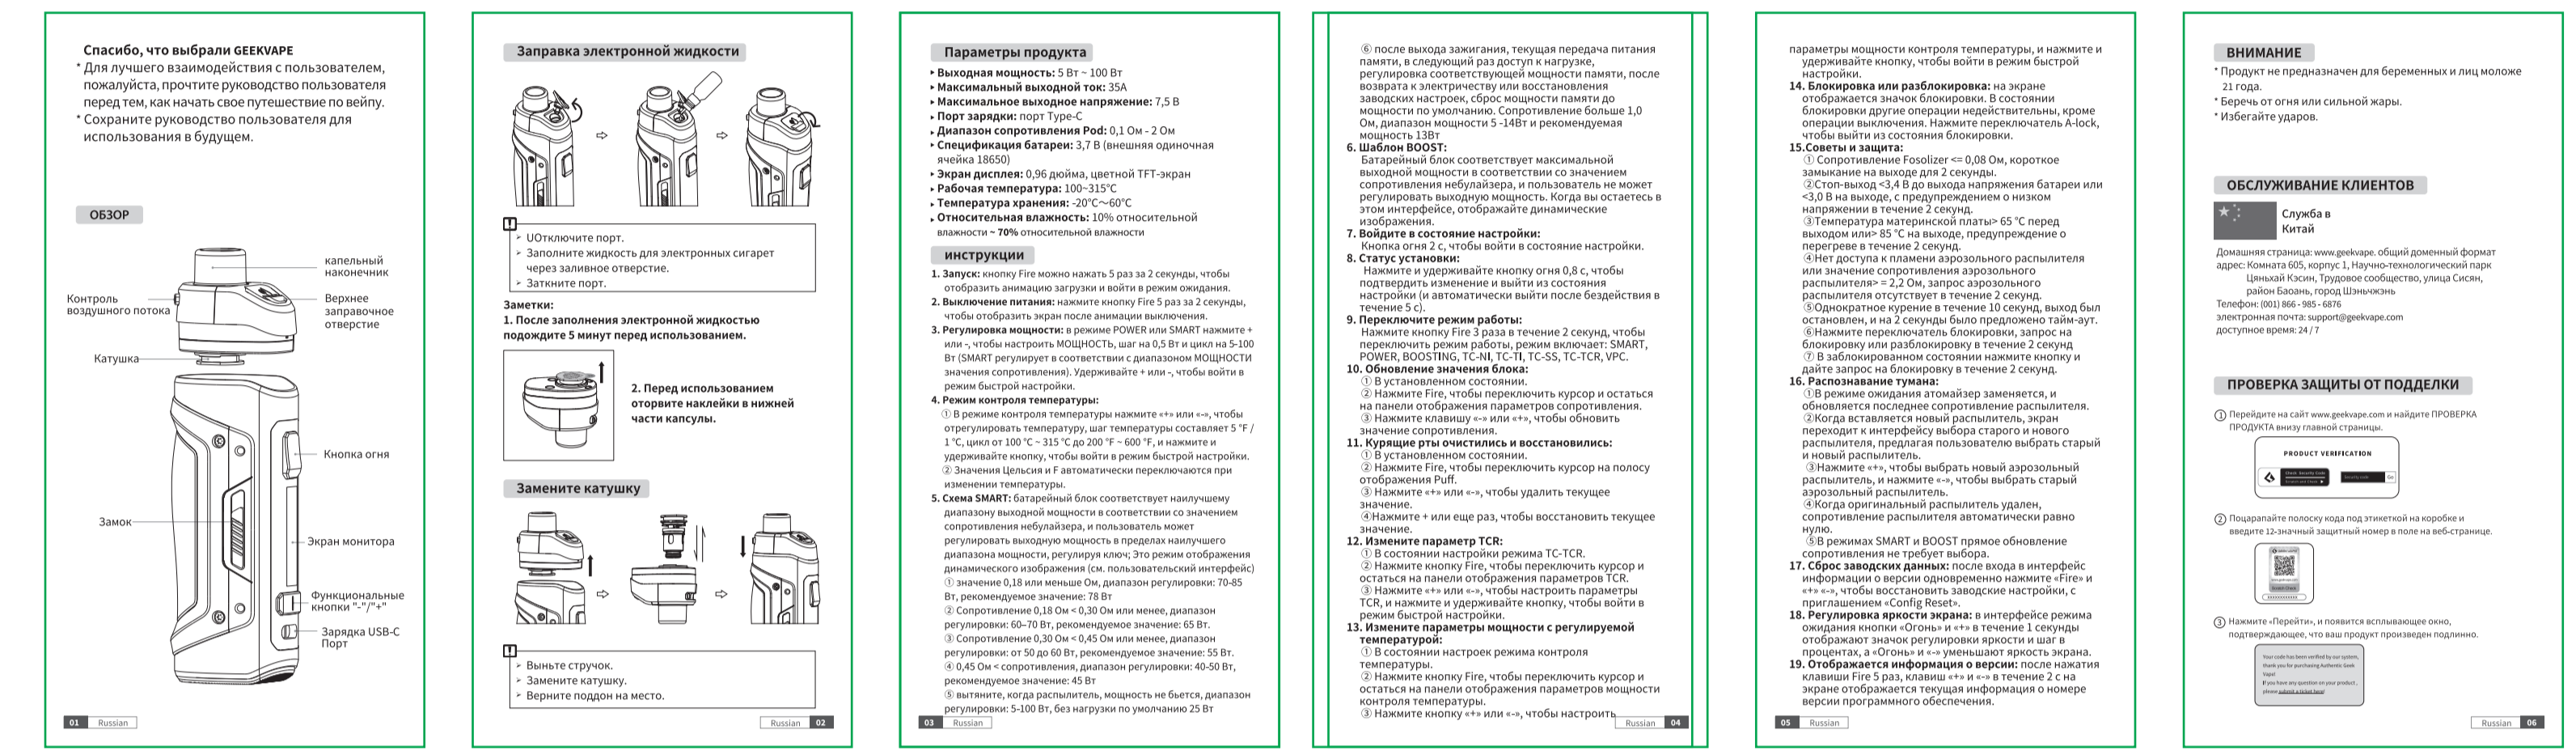 Спасибо, что выбрали GEEKVAPE
* Для лучшего взаимодействия с пользователем,
пожалуйста, прочтите руководство пользователя
перед тем, как начать свое путешествие по вейпу.
* Сохраните руководство пользователя для
использования в будущем.
ОБЗОР
капельный
наконечник
Контроль
воздушного потока
Верхнее
заправочное
отверстие
Катушка
Кнопка огня
Замок
Экран монитора
Функциональные
кнопки "-"/"+"
Зарядка USB-C
Порт
01 Russian
Заправка электронной жидкости
➢ UОтключите порт.
➢ Заполните жидкость для электронных сигарет
через заливное отверстие.
➢ Заткните порт.
Заметки:
1. После заполнения электронной жидкостью
подождите 5 минут перед использованием.
2. Перед использованием
оторвите наклейки в нижней
части капсулы.
Замените катушку
➢ Выньте стручок.
➢ Замените катушку.
➢ Верните поддон на место.
Russian 02
Параметры продукта
▸ Выходная мощность: 5 Вт ~ 100 Вт
▸ Максимальный выходной ток: 35A
▸ Максимальное выходное напряжение: 7,5 В
▸ Порт зарядки: порт Type-C
▸ Диапазон сопротивления Pod: 0,1 Ом - 2 Ом
▸ Спецификация батареи: 3,7 В (внешняя одиночная
ячейка 18650)
▸ Экран дисплея: 0,96 дюйма, цветной TFT-экран
▸ Рабочая температура: 100~315°C
▸ Температура хранения: -20°C～60°C
▸ Относительная влажность: 10% относительной
влажности ~ 70% относительной влажности
инструкции
1. Запуск: кнопку Fire можно нажать 5 раз за 2 секунды, чтобы
отобразить анимацию загрузки и войти в режим ожидания.
2. Выключение питания: нажмите кнопку Fire 5 раз за 2 секунды,
чтобы отобразить экран после анимации выключения.
3. Регулировка мощности: в режиме POWER или SMART нажмите +
или -, чтобы настроить МОЩНОСТЬ, шаг на 0,5 Вт и цикл на 5-100
Вт (SMART регулирует в соответствии с диапазоном МОЩНОСТИ
значения сопротивления). Удерживайте + или -, чтобы войти в
режим быстрой настройки.
4. Режим контроля температуры:
① В режиме контроля температуры нажмите «+» или «-», чтобы
отрегулировать температуру, шаг температуры составляет 5 °F /
1 °C, цикл от 100 °C ~ 315 °C до 200 °F ~ 600 °F, и нажмите и
удерживайте кнопку, чтобы войти в режим быстрой настройки.
② Значения Цельсия и F автоматически переключаются при
изменении температуры.
5. Схема SMART: батарейный блок соответствует наилучшему
диапазону выходной мощности в соответствии со значением
сопротивления небулайзера, и пользователь может
регулировать выходную мощность в пределах наилучшего
диапазона мощности, регулируя ключ; Это режим отображения
динамического изображения (см. пользовательский интерфейс)
① значение 0,18 или меньше Ом, диапазон регулировки: 70-85
Вт, рекомендуемое значение: 78 Вт
② Сопротивление 0,18 Ом < 0,30 Ом или менее, диапазон
регулировки: 60–70 Вт, рекомендуемое значение: 65 Вт.
③ Сопротивление 0,30 Ом < 0,45 Ом или менее, диапазон
регулировки: от 50 до 60 Вт, рекомендуемое значение: 55 Вт.
④ 0,45 Ом < сопротивления, диапазон регулировки: 40-50 Вт,
рекомендуемое значение: 45 Вт
⑤ вытяните, когда распылитель, мощность не бьется, диапазон
регулировки: 5-100 Вт, без нагрузки по умолчанию 25 Вт
03 Russian
⑥ после выхода зажигания, текущая передача питания
памяти, в следующий раз доступ к нагрузке,
регулировка соответствующей мощности памяти, после
возврата к электричеству или восстановления
заводских настроек, сброс мощности памяти до
мощности по умолчанию. Сопротивление больше 1,0
Ом, диапазон мощности 5 -14Вт и рекомендуемая
мощность 13Вт
6. Шаблон BOOST:
Батарейный блок соответствует максимальной
выходной мощности в соответствии со значением
сопротивления небулайзера, и пользователь не может
регулировать выходную мощность. Когда вы остаетесь в
этом интерфейсе, отображайте динамические
изображения.
7. Войдите в состояние настройки:
Кнопка огня 2 с, чтобы войти в состояние настройки.
8. Статус установки:
Нажмите и удерживайте кнопку огня 0,8 с, чтобы
подтвердить изменение и выйти из состояния
настройки (и автоматически выйти после бездействия в
течение 5 с).
9. Переключите режим работы:
Нажмите кнопку Fire 3 раза в течение 2 секунд, чтобы
переключить режим работы, режим включает: SMART,
POWER, BOOSTING, TC-NI, TC-TI, TC-SS, TC-TCR, VPC.
10. Обновление значения блока:
① В установленном состоянии.
② Нажмите Fire, чтобы переключить курсор и остаться
на панели отображения параметров сопротивления.
③ Нажмите клавишу «-» или «+», чтобы обновить
значение сопротивления.
11. Курящие рты очистились и восстановились:
① В установленном состоянии.
② Нажмите Fire, чтобы переключить курсор на полосу
отображения Puff.
③ Нажмите «+» или «-», чтобы удалить текущее
значение.
④Нажмите + или еще раз, чтобы восстановить текущее
значение.
12. Измените параметр TCR:
① В состоянии настройки режима TC-TCR.
② Нажмите кнопку Fire, чтобы переключить курсор и
остаться на панели отображения параметров TCR.
③ Нажмите «+» или «-», чтобы настроить параметры
TCR, и нажмите и удерживайте кнопку, чтобы войти в
режим быстрой настройки.
13. Измените параметры мощности с регулируемой
температурой:
① В состоянии настроек режима контроля
температуры.
② Нажмите кнопку Fire, чтобы переключить курсор и
остаться на панели отображения параметров мощности
контроля температуры.
③ Нажмите кнопку «+» или «-», чтобы настроить
Russian 04
параметры мощности контроля температуры, и нажмите и
удерживайте кнопку, чтобы войти в режим быстрой
настройки.
14. Блокировка или разблокировка: на экране
отображается значок блокировки. В состоянии
блокировки другие операции недействительны, кроме
операции выключения. Нажмите переключатель A-lock,
чтобы выйти из состояния блокировки.
15.Советы и защита:
① Сопротивление Fosolizer <= 0,08 Ом, короткое
замыкание на выходе для 2 секунды.
②Стоп-выход <3,4 В до выхода напряжения батареи или
<3,0 В на выходе, с предупреждением о низком
напряжении в течение 2 секунд.
③Температура материнской платы> 65 °C перед
выходом или> 85 °C на выходе, предупреждение о
перегреве в течение 2 секунд.
④Нет доступа к пламени аэрозольного распылителя
или значение сопротивления аэрозольного
распылителя> = 2,2 Ом, запрос аэрозольного
распылителя отсутствует в течение 2 секунд.
⑤Однократное курение в течение 10 секунд, выход был
остановлен, и на 2 секунды было предложено тайм-аут.
⑥Нажмите переключатель блокировки, запрос на
блокировку или разблокировку в течение 2 секунд
⑦ В заблокированном состоянии нажмите кнопку и
дайте запрос на блокировку в течение 2 секунд.
16. Распознавание тумана:
①В режиме ожидания атомайзер заменяется, и
обновляется последнее сопротивление распылителя.
②Когда вставляется новый распылитель, экран
переходит к интерфейсу выбора старого и нового
распылителя, предлагая пользователю выбрать старый
и новый распылитель.
③Нажмите «+», чтобы выбрать новый аэрозольный
распылитель, и нажмите «-», чтобы выбрать старый
аэрозольный распылитель.
④Когда оригинальный распылитель удален,
сопротивление распылителя автоматически равно
нулю.
⑤В режимах SMART и BOOST прямое обновление
сопротивления не требует выбора.
17. Сброс заводских данных: после входа в интерфейс
информации о версии одновременно нажмите «Fire» и
«+» «-», чтобы восстановить заводские настройки, с
приглашением «Config Reset».
18. Регулировка яркости экрана: в интерфейсе режима
ожидания кнопки «Огонь» и «+» в течение 1 секунды
отображают значок регулировки яркости и шаг в
процентах, а «Огонь» и «-» уменьшают яркость экрана.
19. Отображается информация о версии: после нажатия
клавиши Fire 5 раз, клавиш «+» и «-» в течение 2 с на
экране отображается текущая информация о номере
версии программного обеспечения.
05 Russian
ВНИМАНИЕ
* Продукт не предназначен для беременных и лиц моложе
21 года.
* Беречь от огня или сильной жары.
* Избегайте ударов.
ОБСЛУЖИВАНИЕ КЛИЕНТОВ
Служба в
Китай
Домашняя страница: www.geekvape. общий доменный формат
адрес: Комната 605, корпус 1, Научно-технологический парк
Цяньхай Кэсин, Трудовое сообщество, улица Сисян,
район Баоань, город Шэньчжэнь
Телефон: (001) 866 - 985 - 6876
электронная почта: support@geekvape.com
доступное время: 24 / 7
ПРОВЕРКА ЗАЩИТЫ ОТ ПОДДЕЛКИ
① Перейдите на сайт www.geekvape.com и найдите ПРОВЕРКА
ПРОДУКТА внизу главной страницы.
PRODUCT VERIFICATION
Check Security Code
Go
② Поцарапайте полоску кода под этикеткой на коробке и
введите 12-значный защитный номер в поле на веб-странице.
③ Нажмите «Перейти», и появится всплывающее окно,
подтверждающее, что ваш продукт произведен подлинно.
Your code has been verified by our system,
thank you for purchasing Authentic Geek
Vape!
If you have any question on your product,
please submit a ticket here!
Russian 06